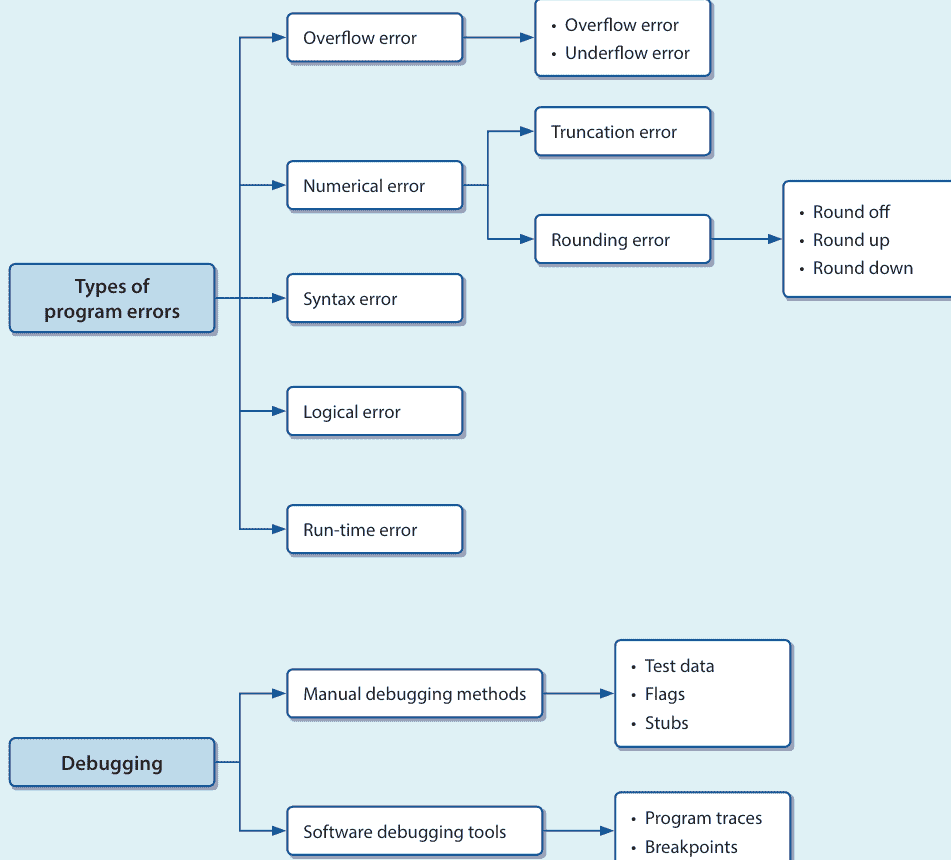 Overflow error
• Overflow error
• Underflow error
Numerical error
Truncation error
Rounding error
• Round off
• Round up
• Round down
Types of
program errors
Syntax error
Logical error
Run-time error
Debugging
Manual debugging methods
• Test data
• Flags
• Stubs
Software debugging tools
• Program traces
• Breakpoints